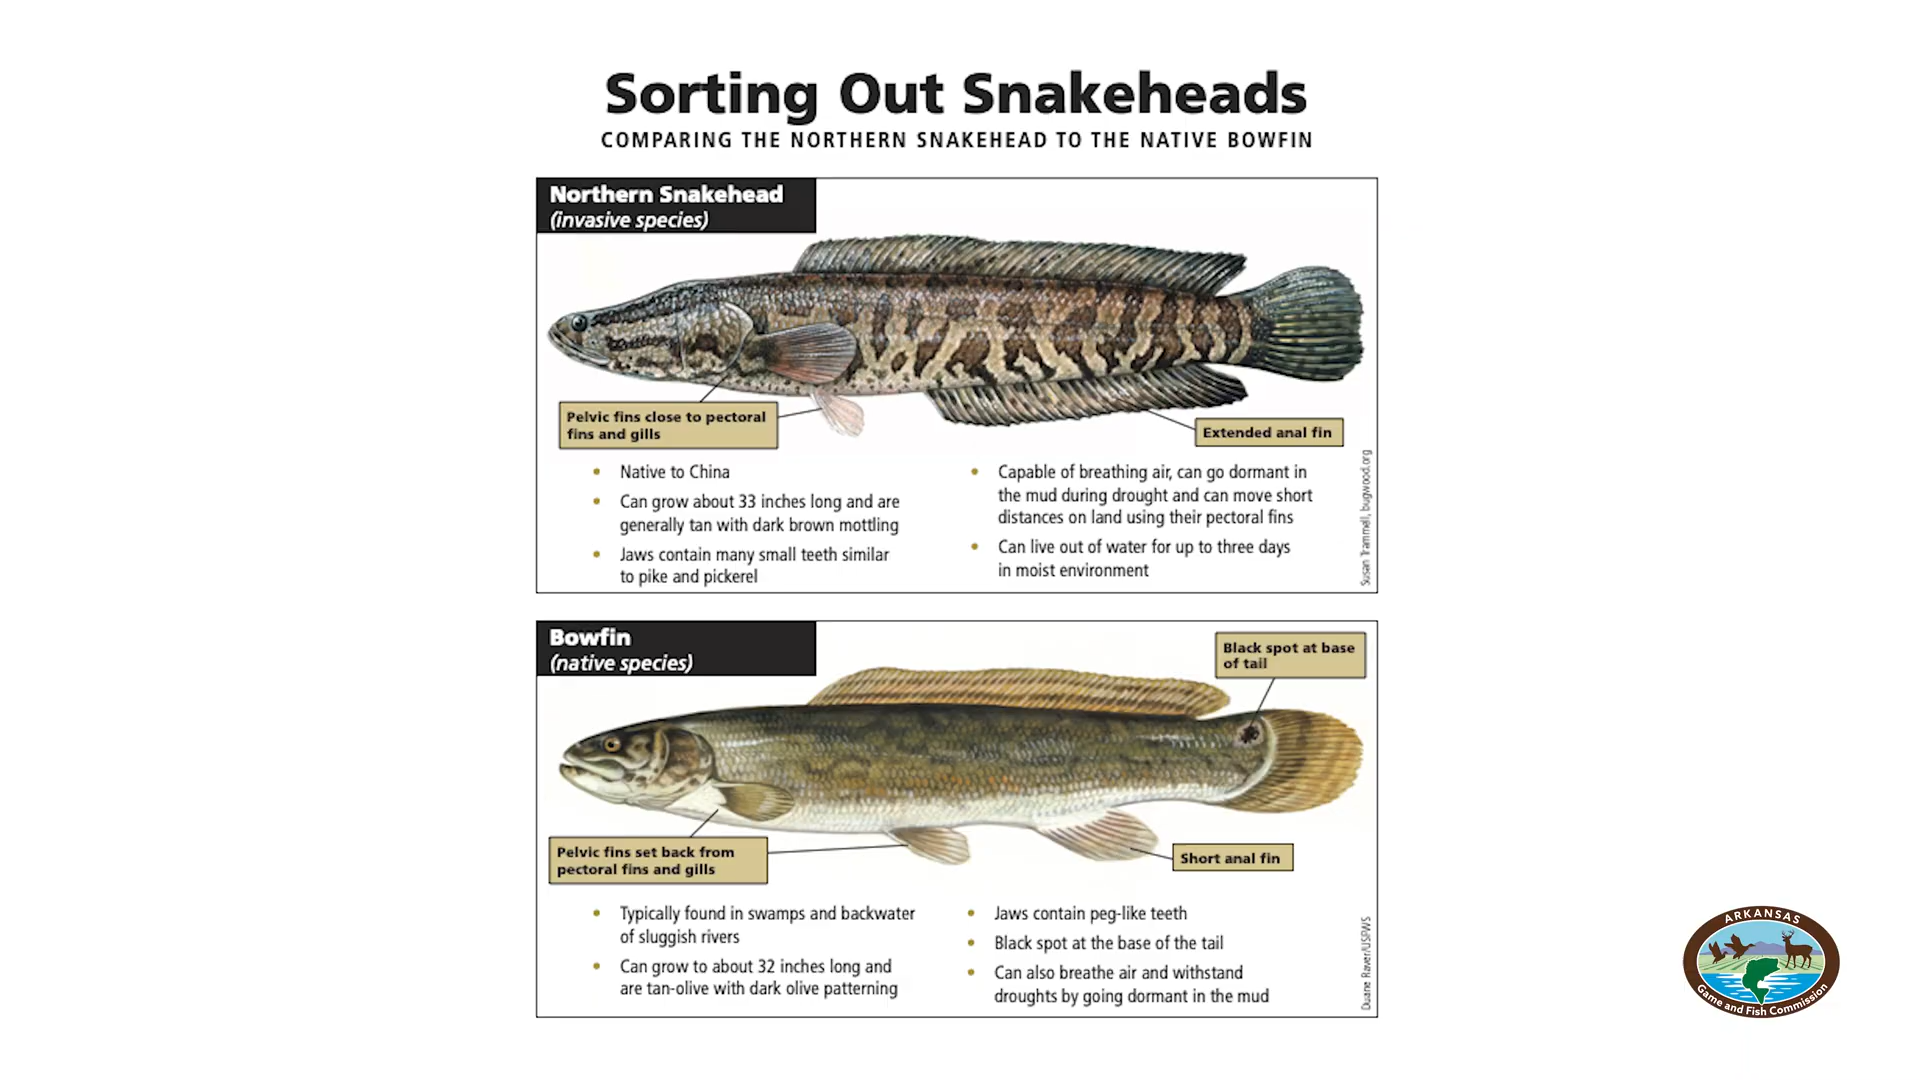 Sorting Out Snakeheads
COMPARING THE NORTHERN SNAKEHEAD TO THE NATIVE BOWFIN
Northern Snakehead
(invasive species)
Pelvic fins close to pectoral
fins and gills
Extended anal fin
• Native to China
• Can grow about 33 inches long and are
generally tan with dark brown mottling
• Jaws contain many small teeth similar
to pike and pickerel
• Capable of breathing air, can go dormant in
the mud during drought and can move short
distances on land using their pectoral fins
• Can live out of water for up to three days
in moist environment
Susan Trammell, bugwood.org
Bowfin
(native species)
Black spot at base
of tail
Pelvic fins set back from
pectoral fins and gills
Short anal fin
• Typically found in swamps and backwater
of sluggish rivers
• Can grow to about 32 inches long and
are tan-olive with dark olive patterning
• Jaws contain peg-like teeth
• Black spot at the base of the tail
• Can also breathe air and withstand
droughts by going dormant in the mud
Duane Raver/USFWS
ARKANSAS
Game and Fish Commission